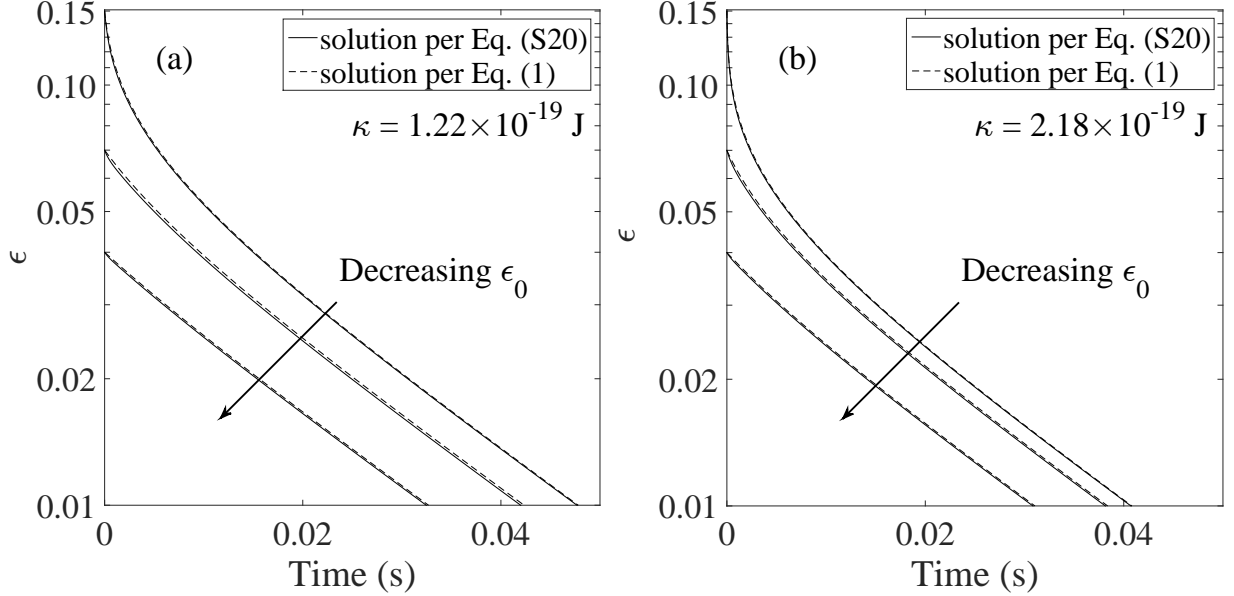 (a)
solution per Eq. (S20)
solution per Eq. (1)
κ = 1.22×10⁻¹⁹ J
0.15
0.10
0.05
0.02
0.01
ϵ
Decreasing ϵ₀
0
0.02
0.04
Time (s)
(b)
solution per Eq. (S20)
solution per Eq. (1)
κ = 2.18×10⁻¹⁹ J
0.15
0.10
0.05
0.02
0.01
ϵ
Decreasing ϵ₀
0
0.02
0.04
Time (s)